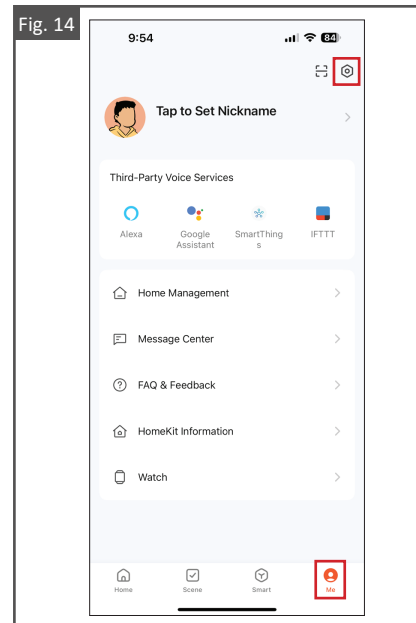 Fig. 14
9:54
84
Tap to Set Nickname
Third-Party Voice Services
Alexa
Google
Assistant
SmartThing
s
IFTTT
Home Management
Message Center
FAQ & Feedback
HomeKit Information
Watch
Home
Scene
Smart
Me